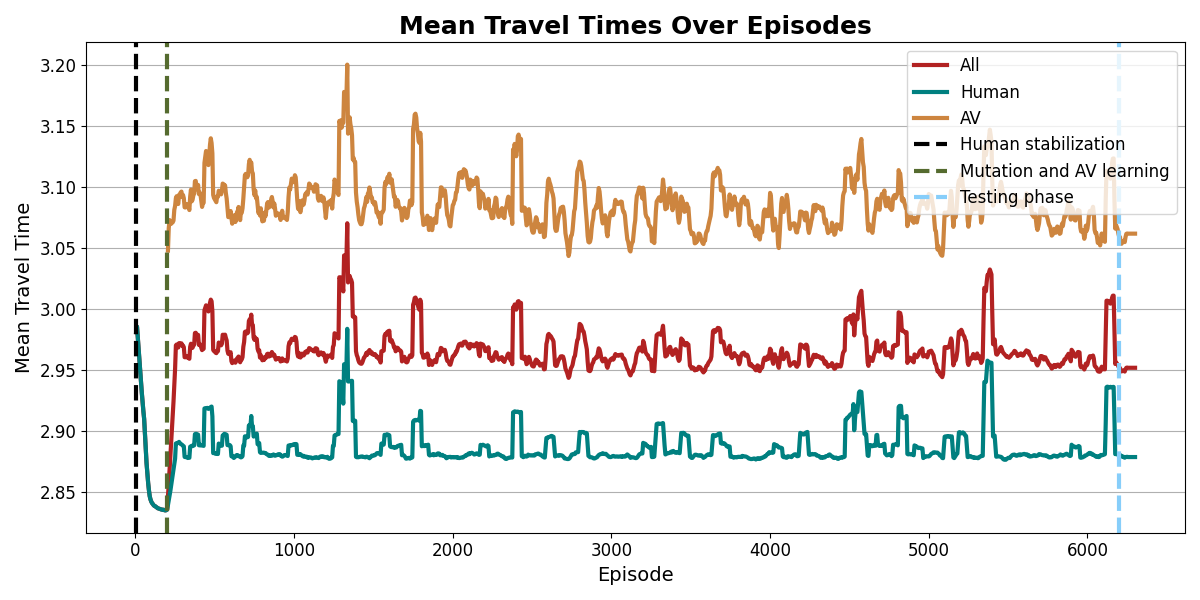 Mean Travel Times Over Episodes
Mean Travel Time
3.20
3.15
3.10
3.05
3.00
2.95
2.90
2.85
All
Human
AV
Human stabilization
Mutation and AV learning
Testing phase
0 1000 2000 3000 4000 5000 6000
Episode